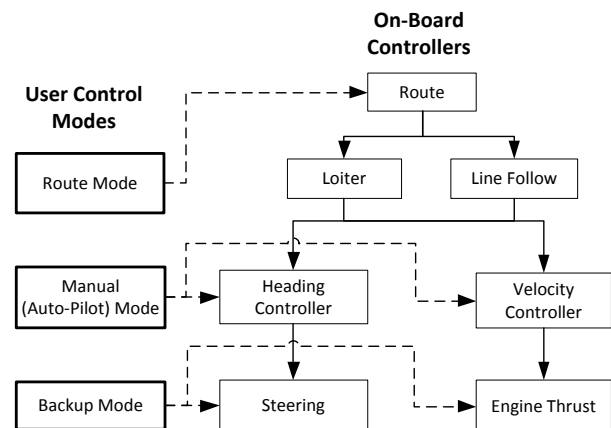 On-Board
Controllers
User Control
Modes
Route
Route Mode
Loiter
Line Follow
Manual
(Auto-Pilot) Mode
Heading
Controller
Velocity
Controller
Backup Mode
Steering
Engine Thrust